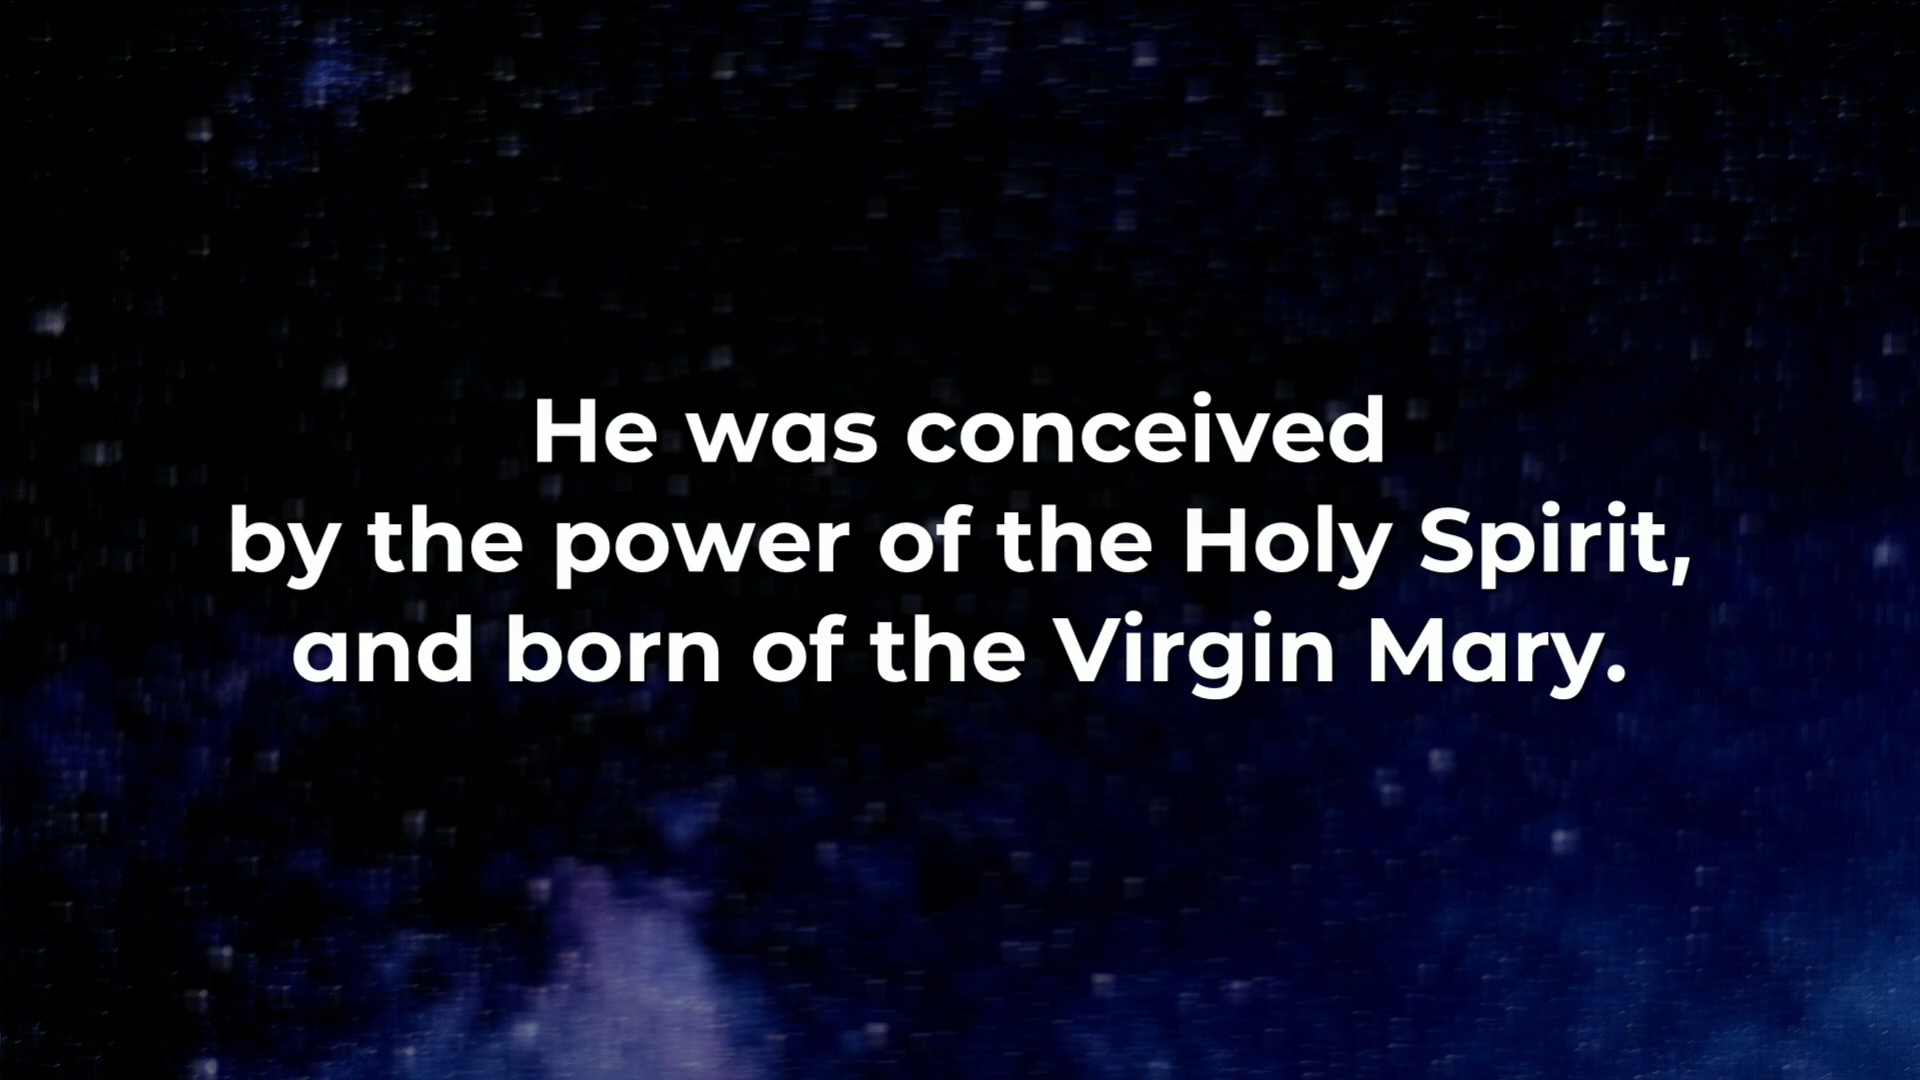 He was conceived
by the power of the Holy Spirit,
and born of the Virgin Mary.